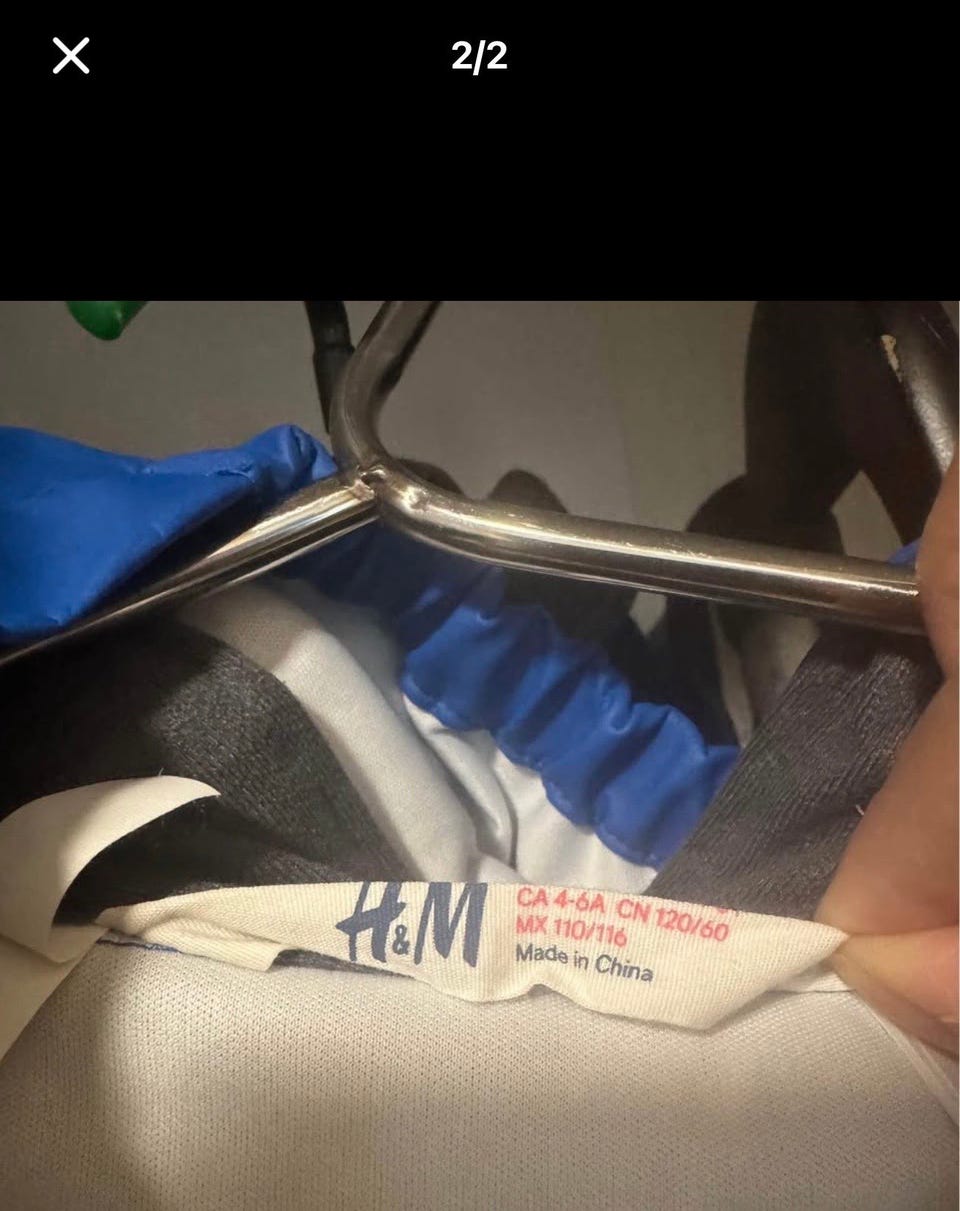 2/2
H&M
CA 4-6A CN 120/60
MX 110/116
Made in China